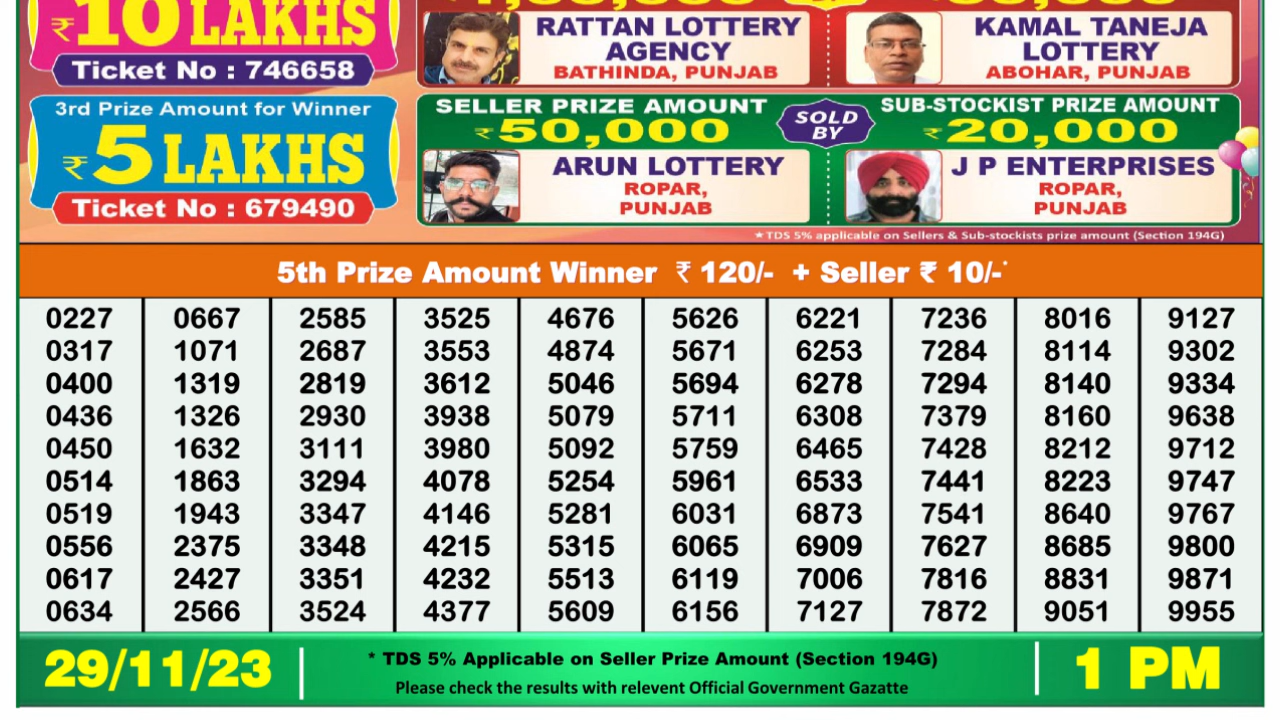 ₹10 LAKHS
Ticket No : 746658
RATTAN LOTTERY
AGENCY
BATHINDA, PUNJAB
KAMAL TANEJA
LOTTERY
ABOHAR, PUNJAB
3rd Prize Amount for Winner
₹5 LAKHS
Ticket No : 679490
SELLER PRIZE AMOUNT
₹50,000
SOLD
BY
SUB-STOCKIST PRIZE AMOUNT
₹20,000
ARUN LOTTERY
ROPAR,
PUNJAB
J P ENTERPRISES
ROPAR,
PUNJAB
★TDS 5% applicable on Sellers & Sub-stockists prize amount (Section 194G)
5th Prize Amount Winner ₹ 120/- + Seller ₹ 10/-*
0227 0667 2585 3525 4676 5626 6221 7236 8016 9127
0317 1071 2687 3553 4874 5671 6253 7284 8114 9302
0400 1319 2819 3612 5046 5694 6278 7294 8140 9334
0436 1326 2930 3938 5079 5711 6308 7379 8160 9638
0450 1632 3111 3980 5092 5759 6465 7428 8212 9712
0514 1863 3294 4078 5254 5961 6533 7441 8223 9747
0519 1943 3347 4146 5281 6031 6873 7541 8640 9767
0556 2375 3348 4215 5315 6065 6909 7627 8685 9800
0617 2427 3351 4232 5513 6119 7006 7816 8831 9871
0634 2566 3524 4377 5609 6156 7127 7872 9051 9955
29/11/23
* TDS 5% Applicable on Seller Prize Amount (Section 194G)
Please check the results with relevent Official Government Gazatte
1 PM